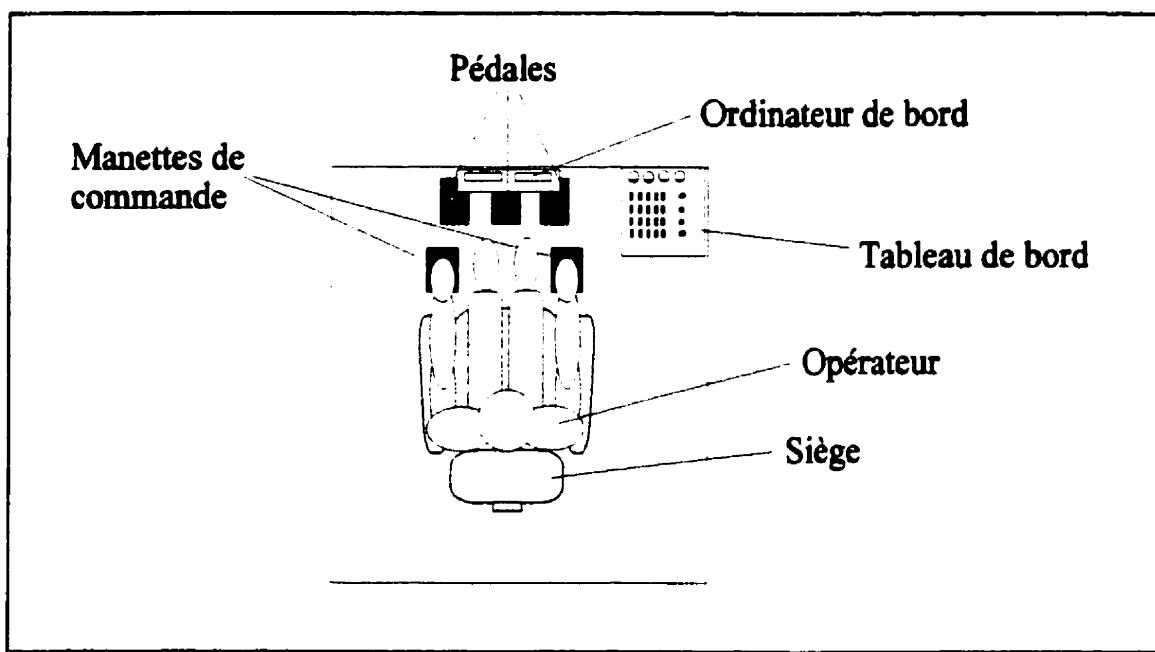 Pédales
Ordinateur de bord
Manettes de
commande
Tableau de bord
Opérateur
Siège